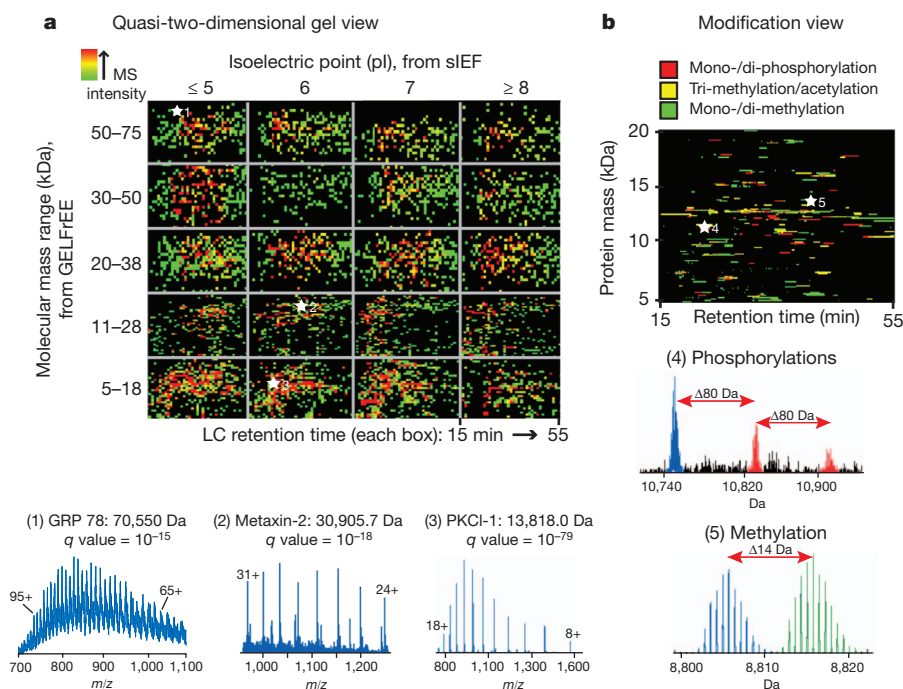 a Quasi-two-dimensional gel view
MS
intensity
Isoelectric point (pI), from sIEF
≤ 5 6 7 ≥ 8
Molecular mass range (kDa),
from GELFrEE
50–75
30–50
20–38
11–28
5–18
1
2
3
LC retention time (each box): 15 min → 55
b Modification view
Mono-/di-phosphorylation
Tri-methylation/acetylation
Mono-/di-methylation
Protein mass (kDa)
20
15
10
5
4
5
15 55
Retention time (min)
(4) Phosphorylations
Δ80 Da
Δ80 Da
10,740 10,820 10,900
Da
(1) GRP 78: 70,550 Da
q value = 10⁻¹⁵
95+
65+
700 800 900 1,000 1,100
m/z
(2) Metaxin-2: 30,905.7 Da
q value = 10⁻¹⁸
31+
24+
1,000 1,100 1,200
m/z
(3) PKCI-1: 13,818.0 Da
q value = 10⁻⁷⁹
18+
8+
800 1,100 1,300 1,600
m/z
(5) Methylation
Δ14 Da
8,800 8,810 8,820
Da